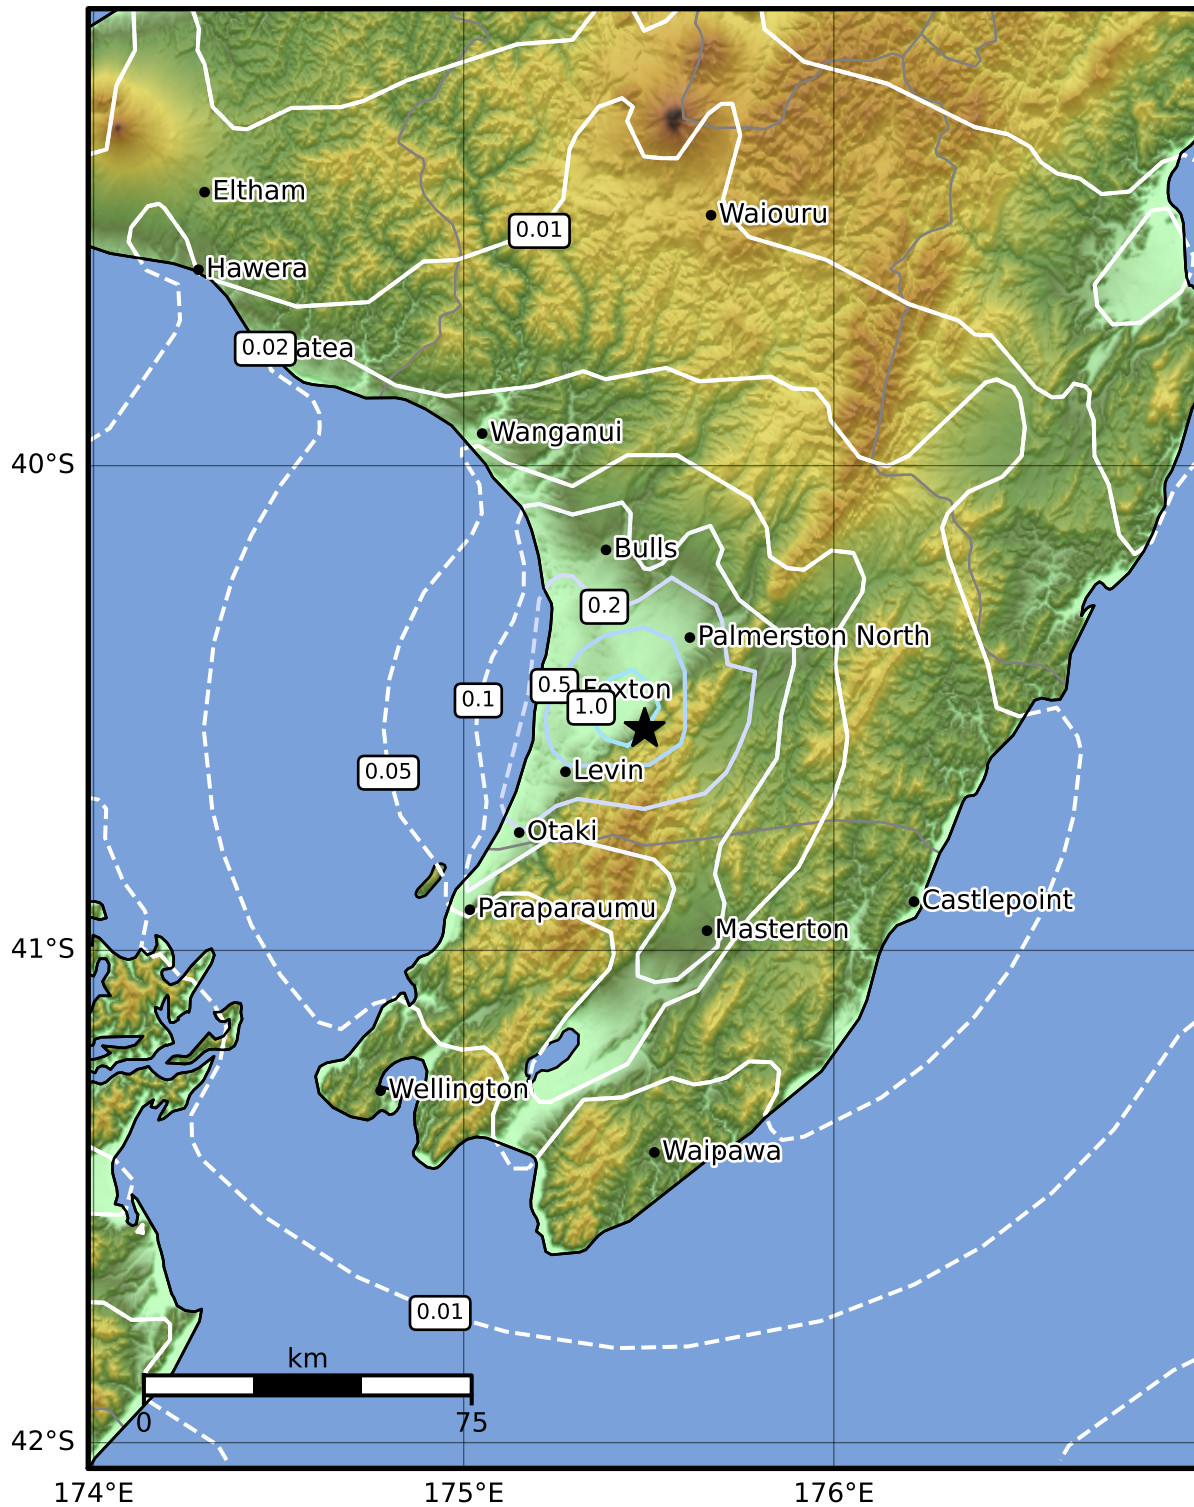 Eltham
Waiouru
0.01
Hawera
0.02
atea
Wanganui
40°S
Bulls
0.2
Palmerston North
0.5
Foxton
0.1
1.0
0.05
Levin
Otaki
Castlepoint
Paraparaumu
Masterton
41°S
Wellington
Waipawa
0.01
km
0
75
42°S
174°E
175°E
176°E